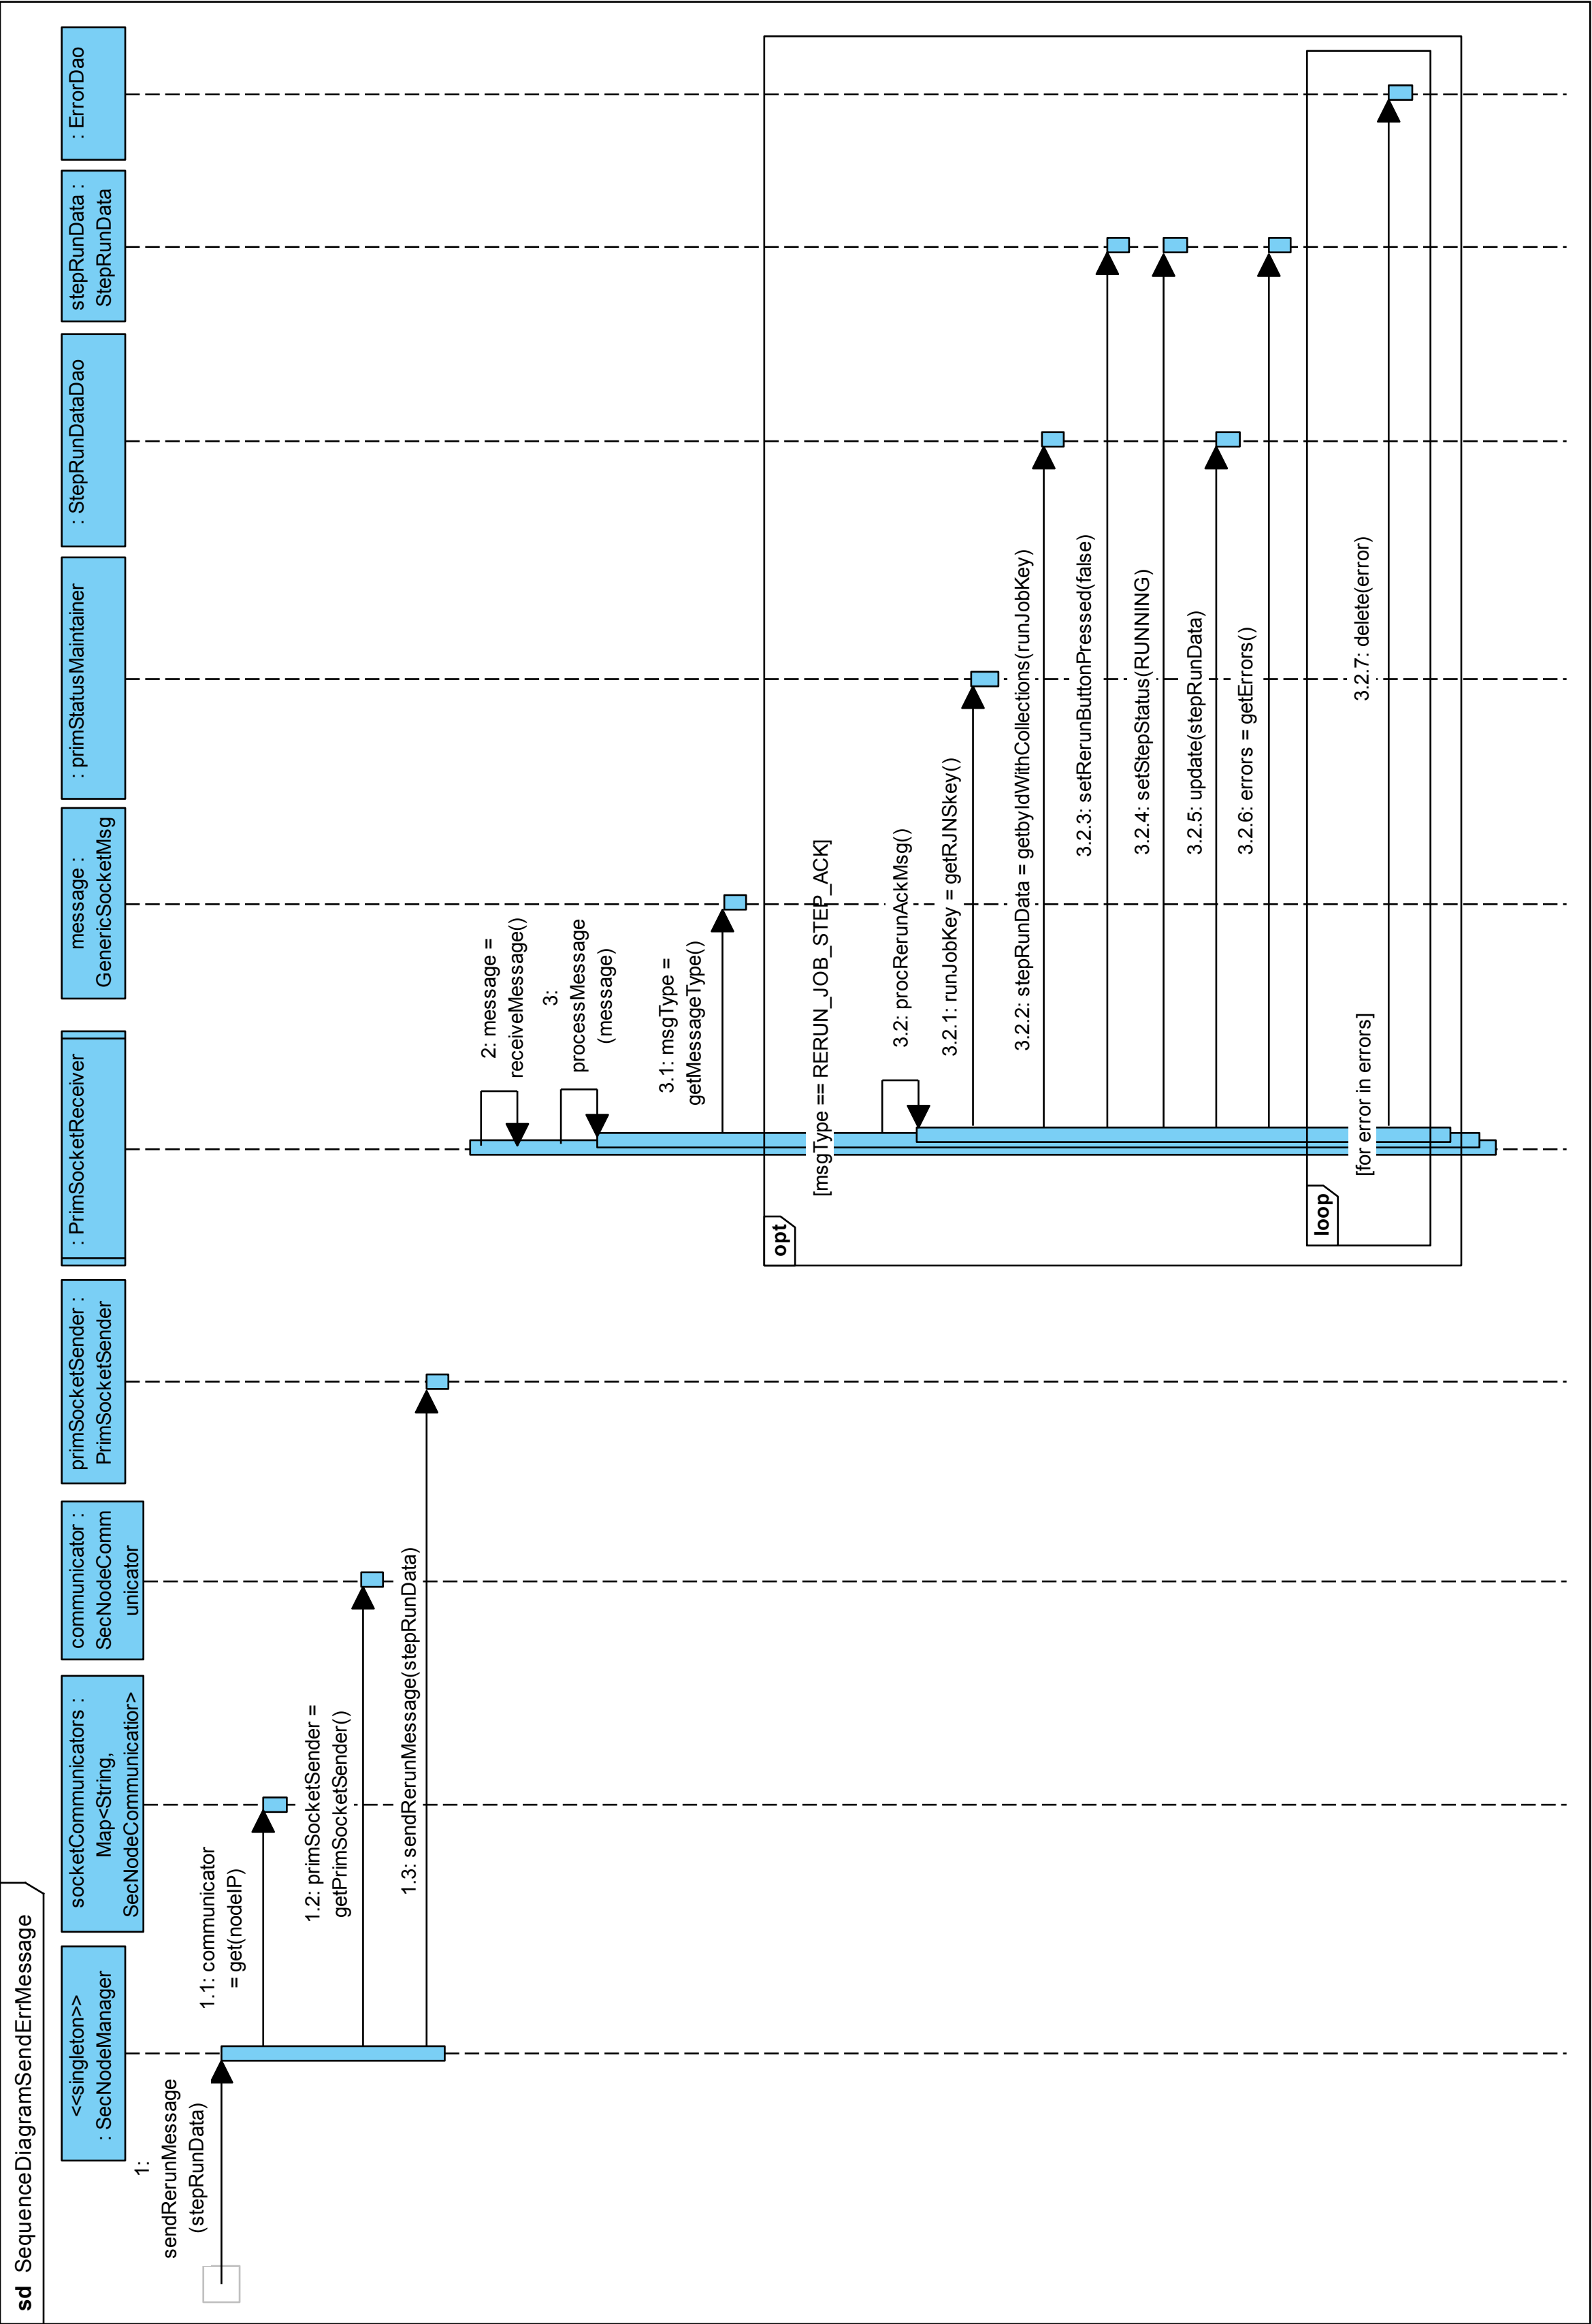 sd SequenceDiagramSendErrMessage
<<singleton>>
: SecNodeManager
socketCommunicators :
Map<String,
SecNodeCommunicatior>
communicator :
SecNodeComm
unicator
primSocketSender :
PrimSocketSender
: PrimSocketReceiver
message :
GenericSocketMsg
: primStatusMaintainer
: StepRunDataDao
stepRunData :
StepRunData
: ErrorDao
1:
sendRerunMessage
(stepRunData)
1.1: communicator
= get(nodeIP)
1.2: primSocketSender =
getPrimSocketSender()
1.3: sendRerunMessage(stepRunData)
2: message =
receiveMessage()
3:
processMessage
(message)
3.1: msgType =
getMessageType()
opt
[msgType == RERUN_JOB_STEP_ACK]
3.2: procRerunAckMsg()
3.2.1: runJobKey = getRJNSkey()
3.2.2: stepRunData = getbyIdWithCollections(runJobKey)
3.2.3: setRerunButtonPressed(false)
3.2.4: setStepStatus(RUNNING)
3.2.5: update(stepRunData)
3.2.6: errors = getErrors()
loop
[for error in errors]
3.2.7: delete(error)